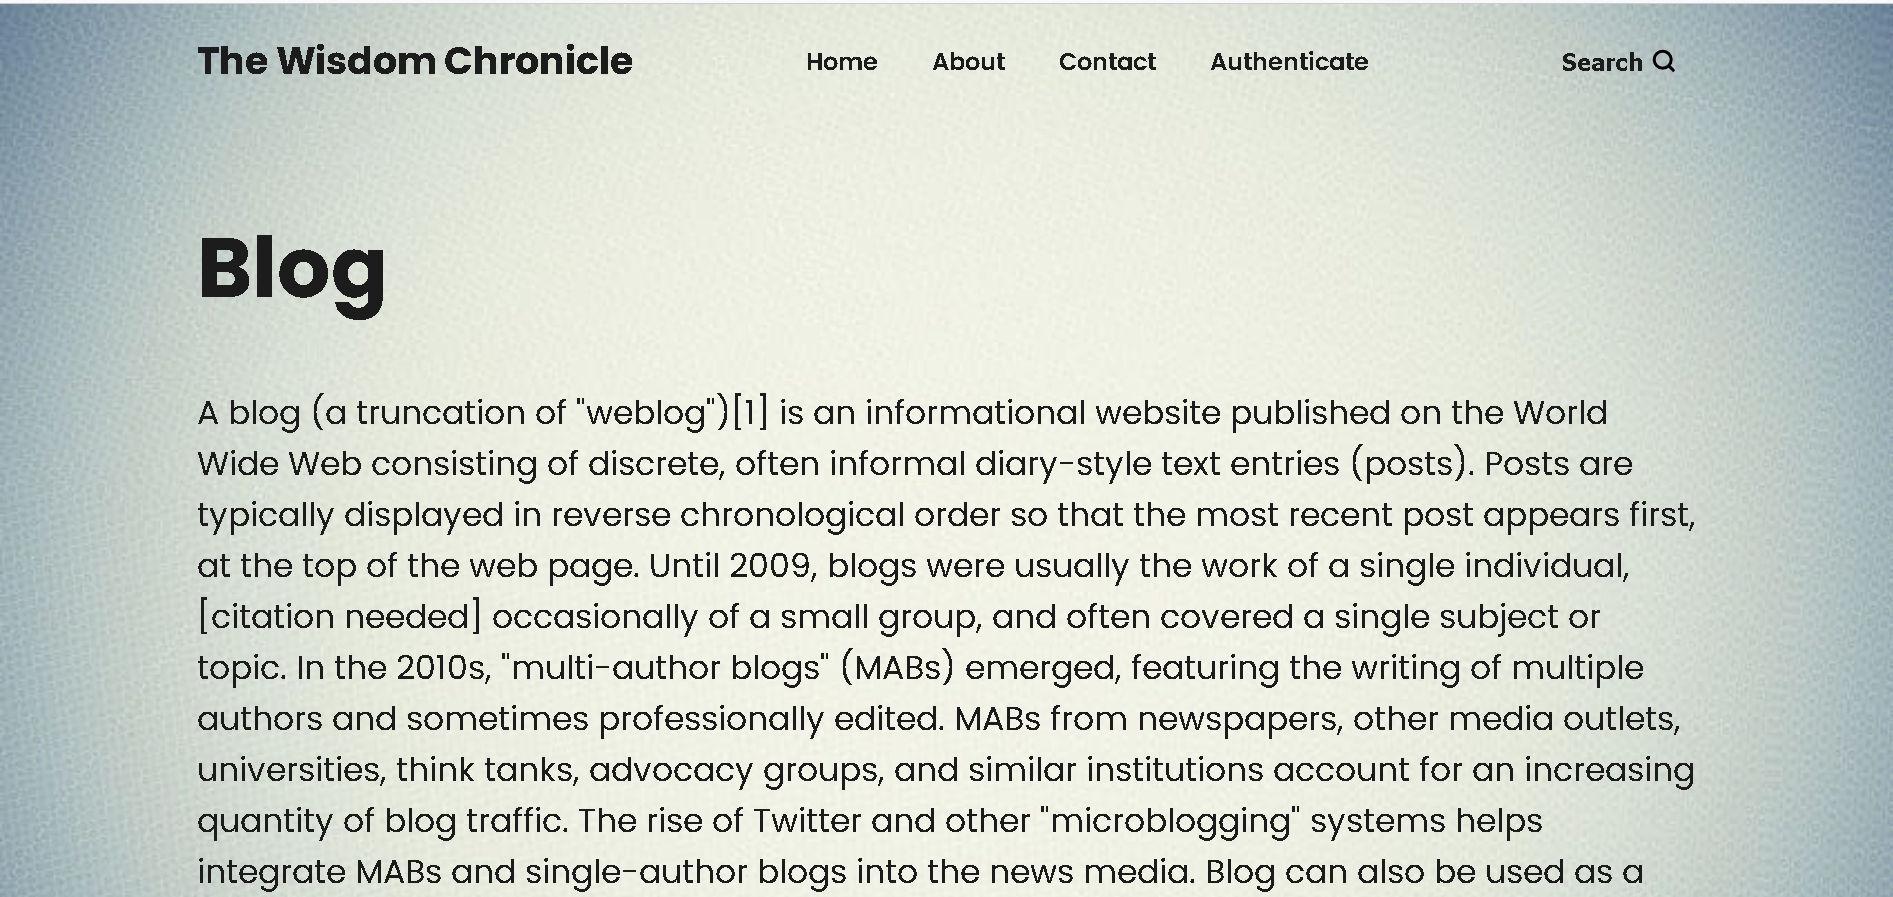 The Wisdom Chronicle Home About Contact Authenticate Search
Blog
A blog (a truncation of "weblog")[1] is an informational website published on the World
Wide Web consisting of discrete, often informal diary-style text entries (posts). Posts are
typically displayed in reverse chronological order so that the most recent post appears first,
at the top of the web page. Until 2009, blogs were usually the work of a single individual,
[citation needed] occasionally of a small group, and often covered a single subject or
topic. In the 2010s, "multi-author blogs" (MABs) emerged, featuring the writing of multiple
authors and sometimes professionally edited. MABs from newspapers, other media outlets,
universities, think tanks, advocacy groups, and similar institutions account for an increasing
quantity of blog traffic. The rise of Twitter and other "microblogging" systems helps
integrate MABs and single-author blogs into the news media. Blog can also be used as a